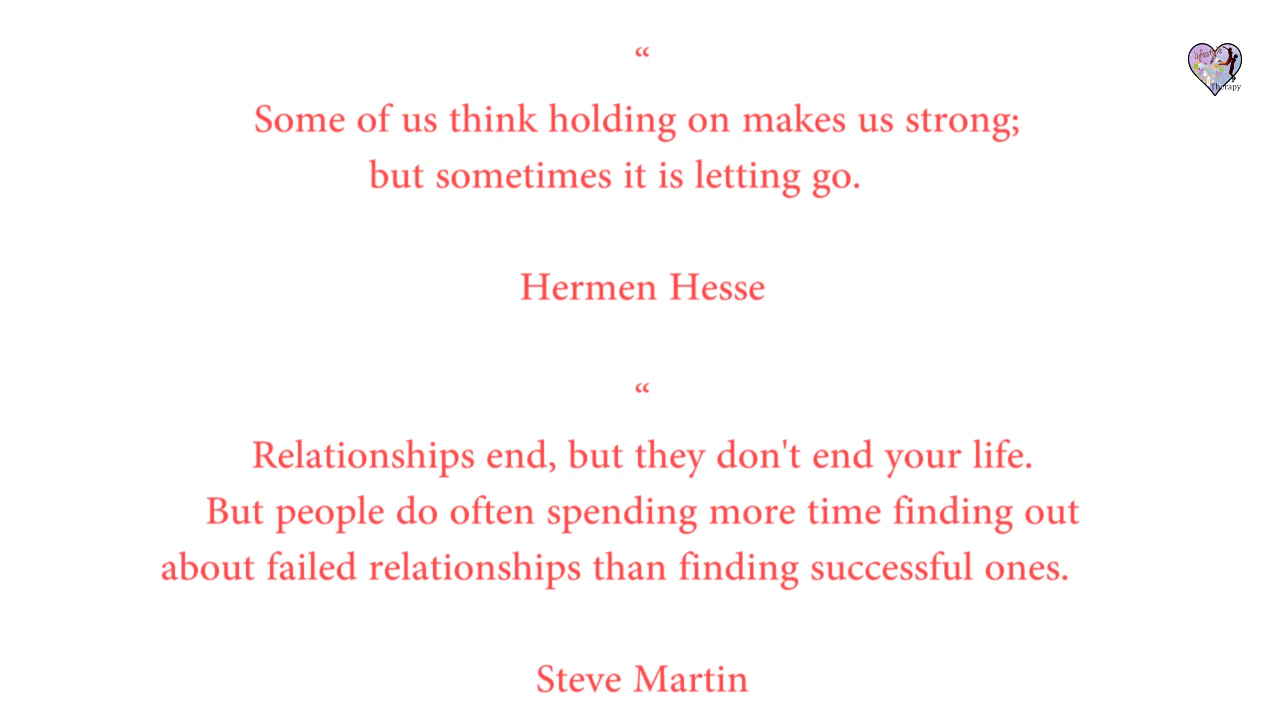 “
Some of us think holding on makes us strong;
but sometimes it is letting go.
Hermen Hesse
“
Relationships end, but they don't end your life.
But people do often spending more time finding out
about failed relationships than finding successful ones.
Steve Martin
Therapy